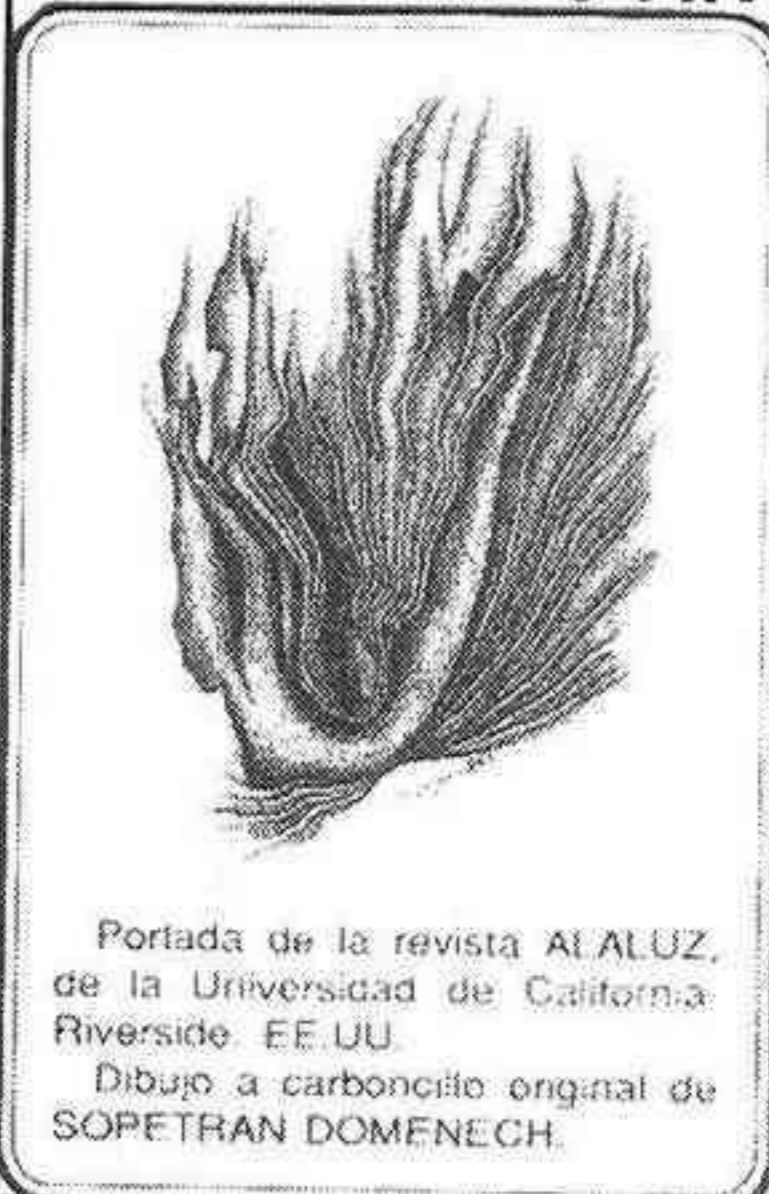 Portada de la revista ALALUZ,
de la Universidad de California
Riverside. EE.UU.
Dibujo a carboncillo original de
SOPETRAN DOMENECH.